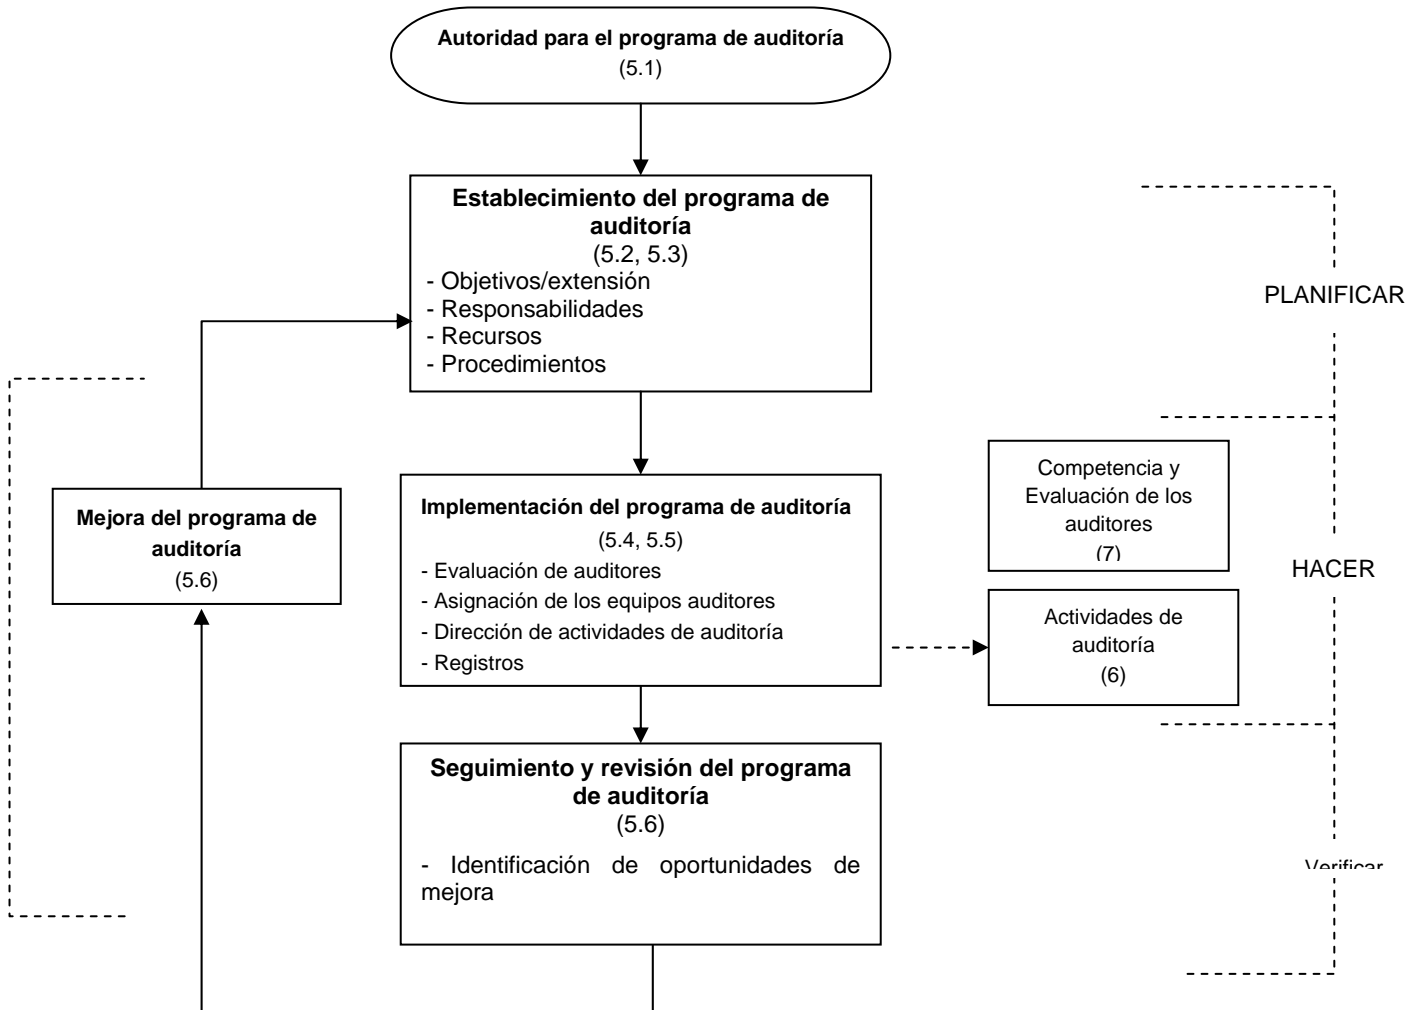 Autoridad para el programa de auditoría
(5.1)
Establecimiento del programa de
auditoría
(5.2, 5.3)
- Objetivos/extensión
- Responsabilidades
- Recursos
- Procedimientos
PLANIFICAR
Mejora del programa de
auditoría
(5.6)
Implementación del programa de auditoría
(5.4, 5.5)
- Evaluación de auditores
- Asignación de los equipos auditores
- Dirección de actividades de auditoría
- Registros
Competencia y
Evaluación de los
auditores
(7)
HACER
Actividades de
auditoría
(6)
Seguimiento y revisión del programa
de auditoría
(5.6)
- Identificación de oportunidades de
mejora
Verificar